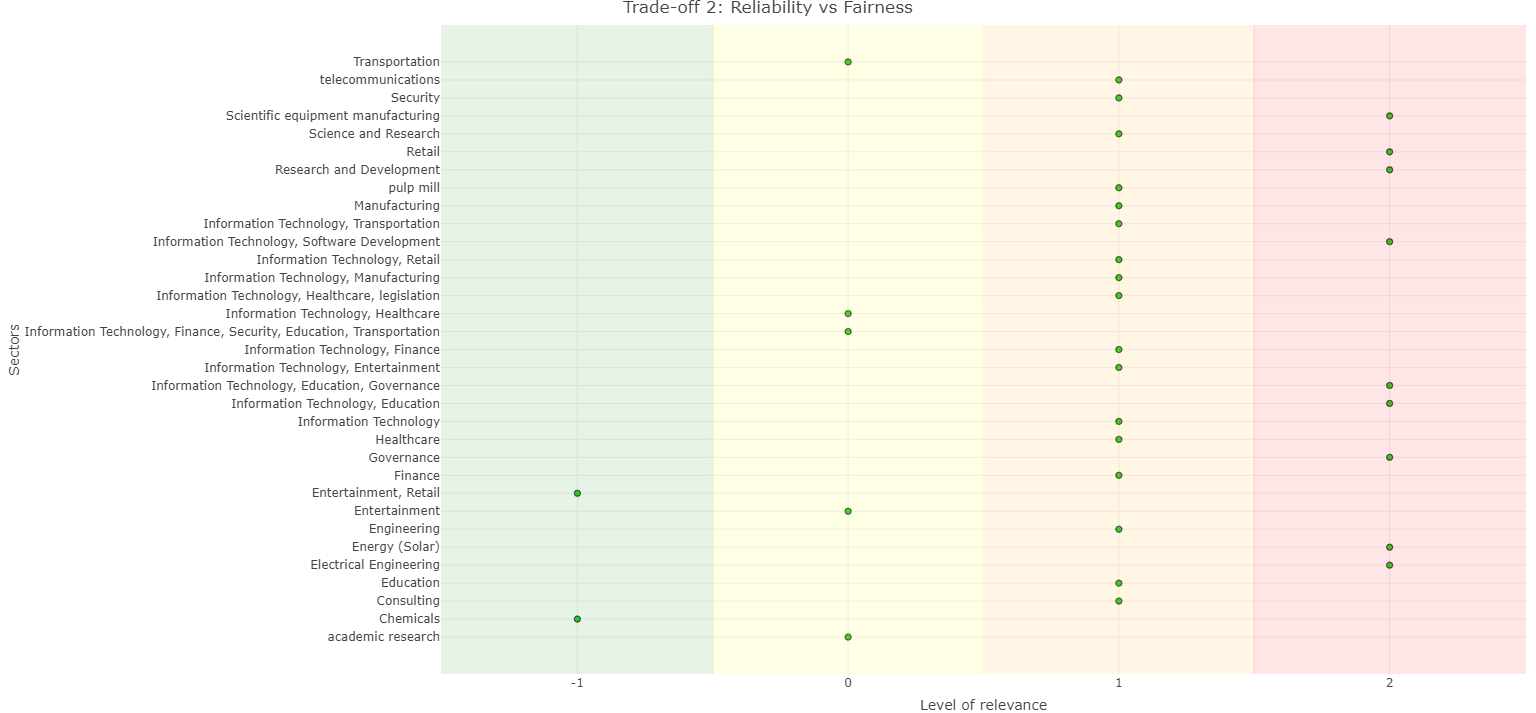 Trade-off 2: Reliability vs Fairness
Transportation
telecommunications
Security
Scientific equipment manufacturing
Science and Research
Retail
Research and Development
pulp mill
Manufacturing
Information Technology, Transportation
Information Technology, Software Development
Information Technology, Retail
Information Technology, Manufacturing
Information Technology, Healthcare, legislation
Information Technology, Healthcare
Information Technology, Finance, Security, Education, Transportation
Information Technology, Finance
Information Technology, Entertainment
Information Technology, Education, Governance
Information Technology, Education
Information Technology
Healthcare
Governance
Finance
Entertainment, Retail
Entertainment
Engineering
Energy (Solar)
Electrical Engineering
Education
Consulting
Chemicals
academic research
Sectors
-1 0 1 2
Level of relevance